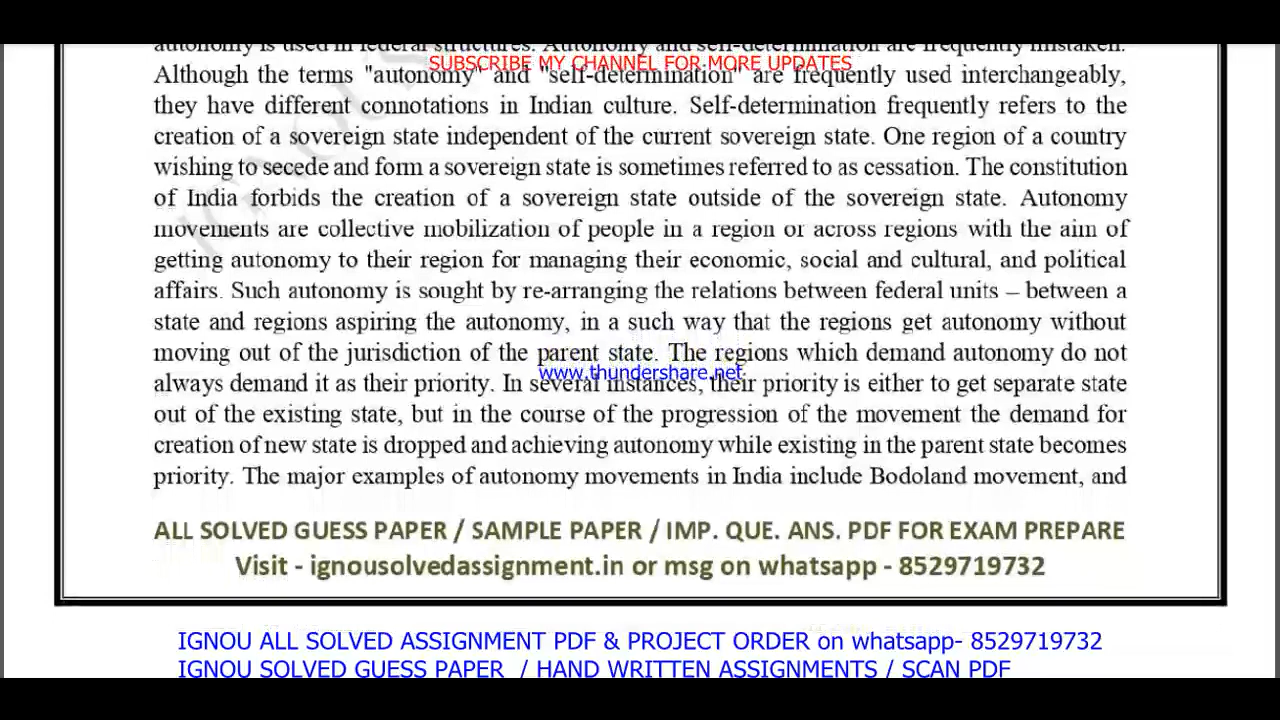 autonomy is used in federal structures. Autonomy and self-determination are frequently mistaken.
SUBSCRIBE MY CHANNEL FOR MORE UPDATES
Although the terms "autonomy" and "self-determination" are frequently used interchangeably,
they have different connotations in Indian culture. Self-determination frequently refers to the
creation of a sovereign state independent of the current sovereign state. One region of a country
wishing to secede and form a sovereign state is sometimes referred to as cessation. The constitution
of India forbids the creation of a sovereign state outside of the sovereign state. Autonomy
movements are collective mobilization of people in a region or across regions with the aim of
getting autonomy to their region for managing their economic, social and cultural, and political
affairs. Such autonomy is sought by re-arranging the relations between federal units – between a
state and regions aspiring the autonomy, in a such way that the regions get autonomy without
moving out of the jurisdiction of the parent state. The regions which demand autonomy do not
www.thundershare.net
always demand it as their priority. In several instances, their priority is either to get separate state
out of the existing state, but in the course of the progression of the movement the demand for
creation of new state is dropped and achieving autonomy while existing in the parent state becomes
priority. The major examples of autonomy movements in India include Bodoland movement, and
ALL SOLVED GUESS PAPER / SAMPLE PAPER / IMP. QUE. ANS. PDF FOR EXAM PREPARE
Visit - ignousolvedassignment.in or msg on whatsapp - 8529719732
IGNOU ALL SOLVED ASSIGNMENT PDF & PROJECT ORDER on whatsapp- 8529719732
IGNOU SOLVED GUESS PAPER / HAND WRITTEN ASSIGNMENTS / SCAN PDF